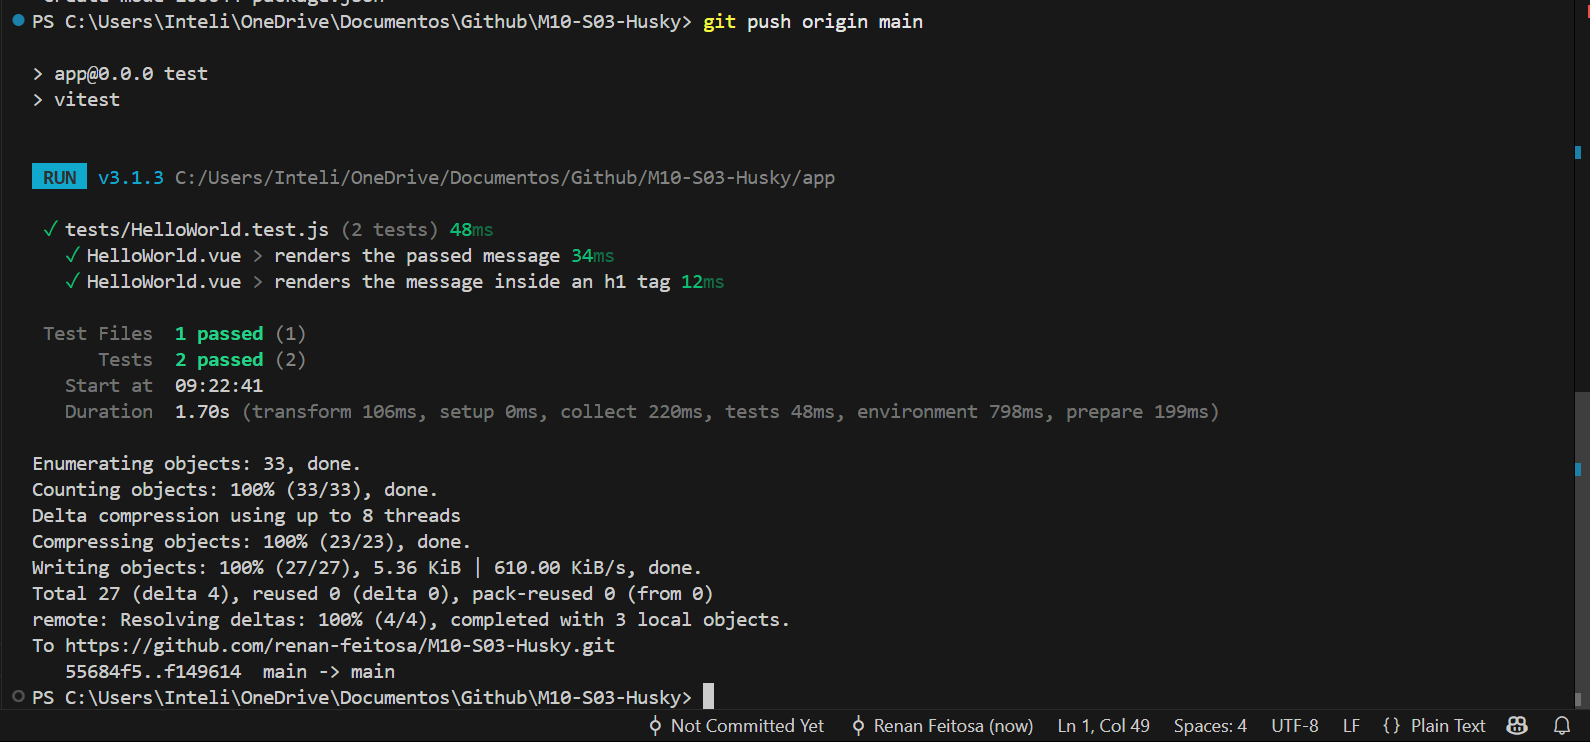 PS C:\Users\Inteli\OneDrive\Documentos\Github\M10-S03-Husky> git push origin main
> app@0.0.0 test
> vitest
RUN v3.1.3 C:/Users/Inteli/OneDrive/Documentos/Github/M10-S03-Husky/app
✓ tests/HelloWorld.test.js (2 tests) 48ms
✓ HelloWorld.vue > renders the passed message 34ms
✓ HelloWorld.vue > renders the message inside an h1 tag 12ms
Test Files 1 passed (1)
Tests 2 passed (2)
Start at 09:22:41
Duration 1.70s (transform 106ms, setup 0ms, collect 220ms, tests 48ms, environment 798ms, prepare 199ms)
Enumerating objects: 33, done.
Counting objects: 100% (33/33), done.
Delta compression using up to 8 threads
Compressing objects: 100% (23/23), done.
Writing objects: 100% (27/27), 5.36 KiB | 610.00 KiB/s, done.
Total 27 (delta 4), reused 0 (delta 0), pack-reused 0 (from 0)
remote: Resolving deltas: 100% (4/4), completed with 3 local objects.
To https://github.com/renan-feitosa/M10-S03-Husky.git
55684f5..f149614 main -> main
PS C:\Users\Inteli\OneDrive\Documentos\Github\M10-S03-Husky>
Not Committed Yet Renan Feitosa (now) Ln 1, Col 49 Spaces: 4 UTF-8 LF {} Plain Text